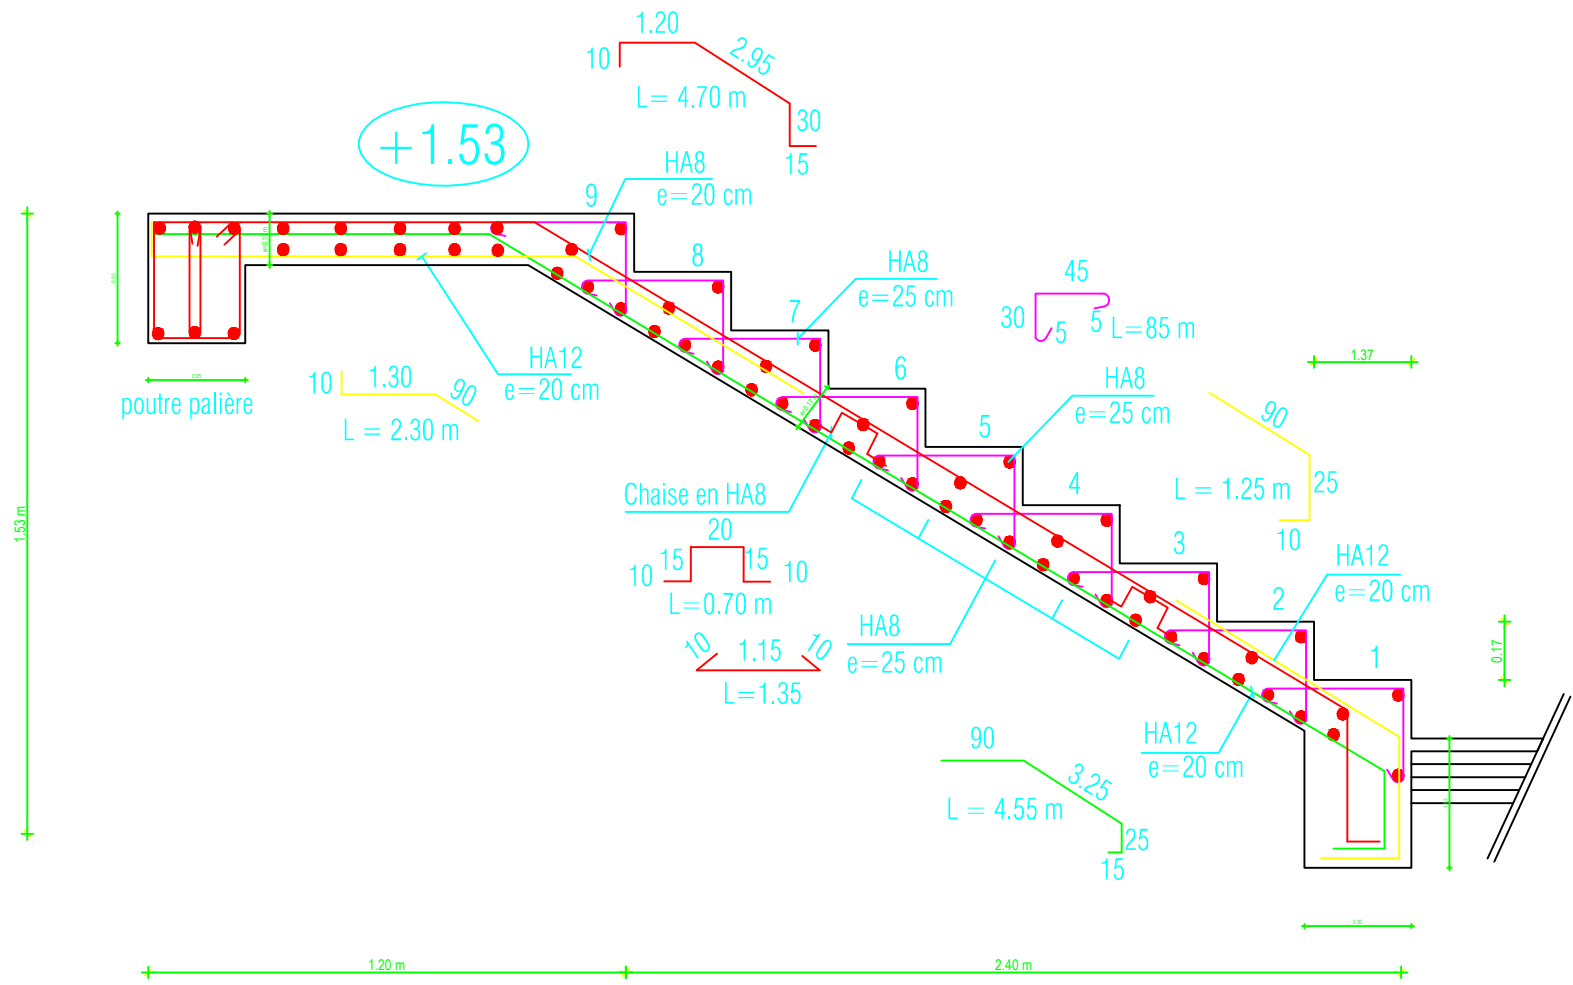 1.20
10
2.95
L= 4.70 m
30
15
+1.53
HA8
e=20 cm
9
8
HA8
e=25 cm
7
45
30
5
5
L=85 m
6
HA12
e=20 cm
1.30
10
90
L = 2.30 m
poutre palière
1.37
HA8
e=25 cm
5
90
L = 1.25 m
25
10
4
Chaise en HA8
20
15
15
10
10
L=0.70 m
1.53 m
3
HA12
e=20 cm
2
HA8
e=25 cm
10
1.15
10
L=1.35
0.17
1
HA12
e=20 cm
90
3.25
L = 4.55 m
25
15
1.20 m
2.40 m
0.30